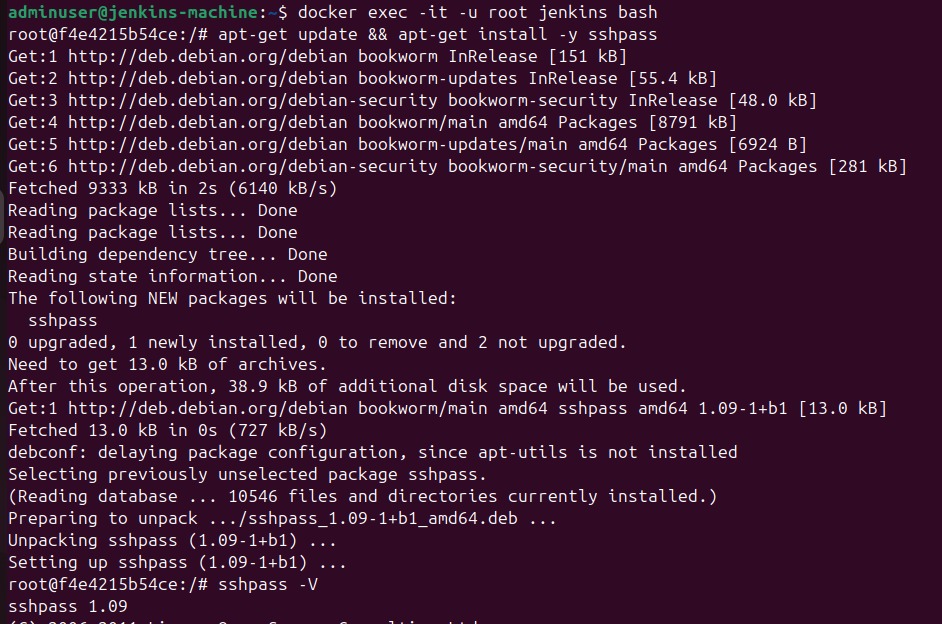 adminuser@jenkins-machine:~$ docker exec -it -u root jenkins bash
root@f4e4215b54ce:/# apt-get update && apt-get install -y sshpass
Get:1 http://deb.debian.org/debian bookworm InRelease [151 kB]
Get:2 http://deb.debian.org/debian bookworm-updates InRelease [55.4 kB]
Get:3 http://deb.debian.org/debian-security bookworm-security InRelease [48.0 kB]
Get:4 http://deb.debian.org/debian bookworm/main amd64 Packages [8791 kB]
Get:5 http://deb.debian.org/debian bookworm-updates/main amd64 Packages [6924 B]
Get:6 http://deb.debian.org/debian-security bookworm-security/main amd64 Packages [281 kB]
Fetched 9333 kB in 2s (6140 kB/s)
Reading package lists... Done
Reading package lists... Done
Building dependency tree... Done
Reading state information... Done
The following NEW packages will be installed:
  sshpass
0 upgraded, 1 newly installed, 0 to remove and 2 not upgraded.
Need to get 13.0 kB of archives.
After this operation, 38.9 kB of additional disk space will be used.
Get:1 http://deb.debian.org/debian bookworm/main amd64 sshpass amd64 1.09-1+b1 [13.0 kB]
Fetched 13.0 kB in 0s (727 kB/s)
debconf: delaying package configuration, since apt-utils is not installed
Selecting previously unselected package sshpass.
(Reading database ... 10546 files and directories currently installed.)
Preparing to unpack .../sshpass_1.09-1+b1_amd64.deb ...
Unpacking sshpass (1.09-1+b1) ...
Setting up sshpass (1.09-1+b1) ...
root@f4e4215b54ce:/# sshpass -V
sshpass 1.09